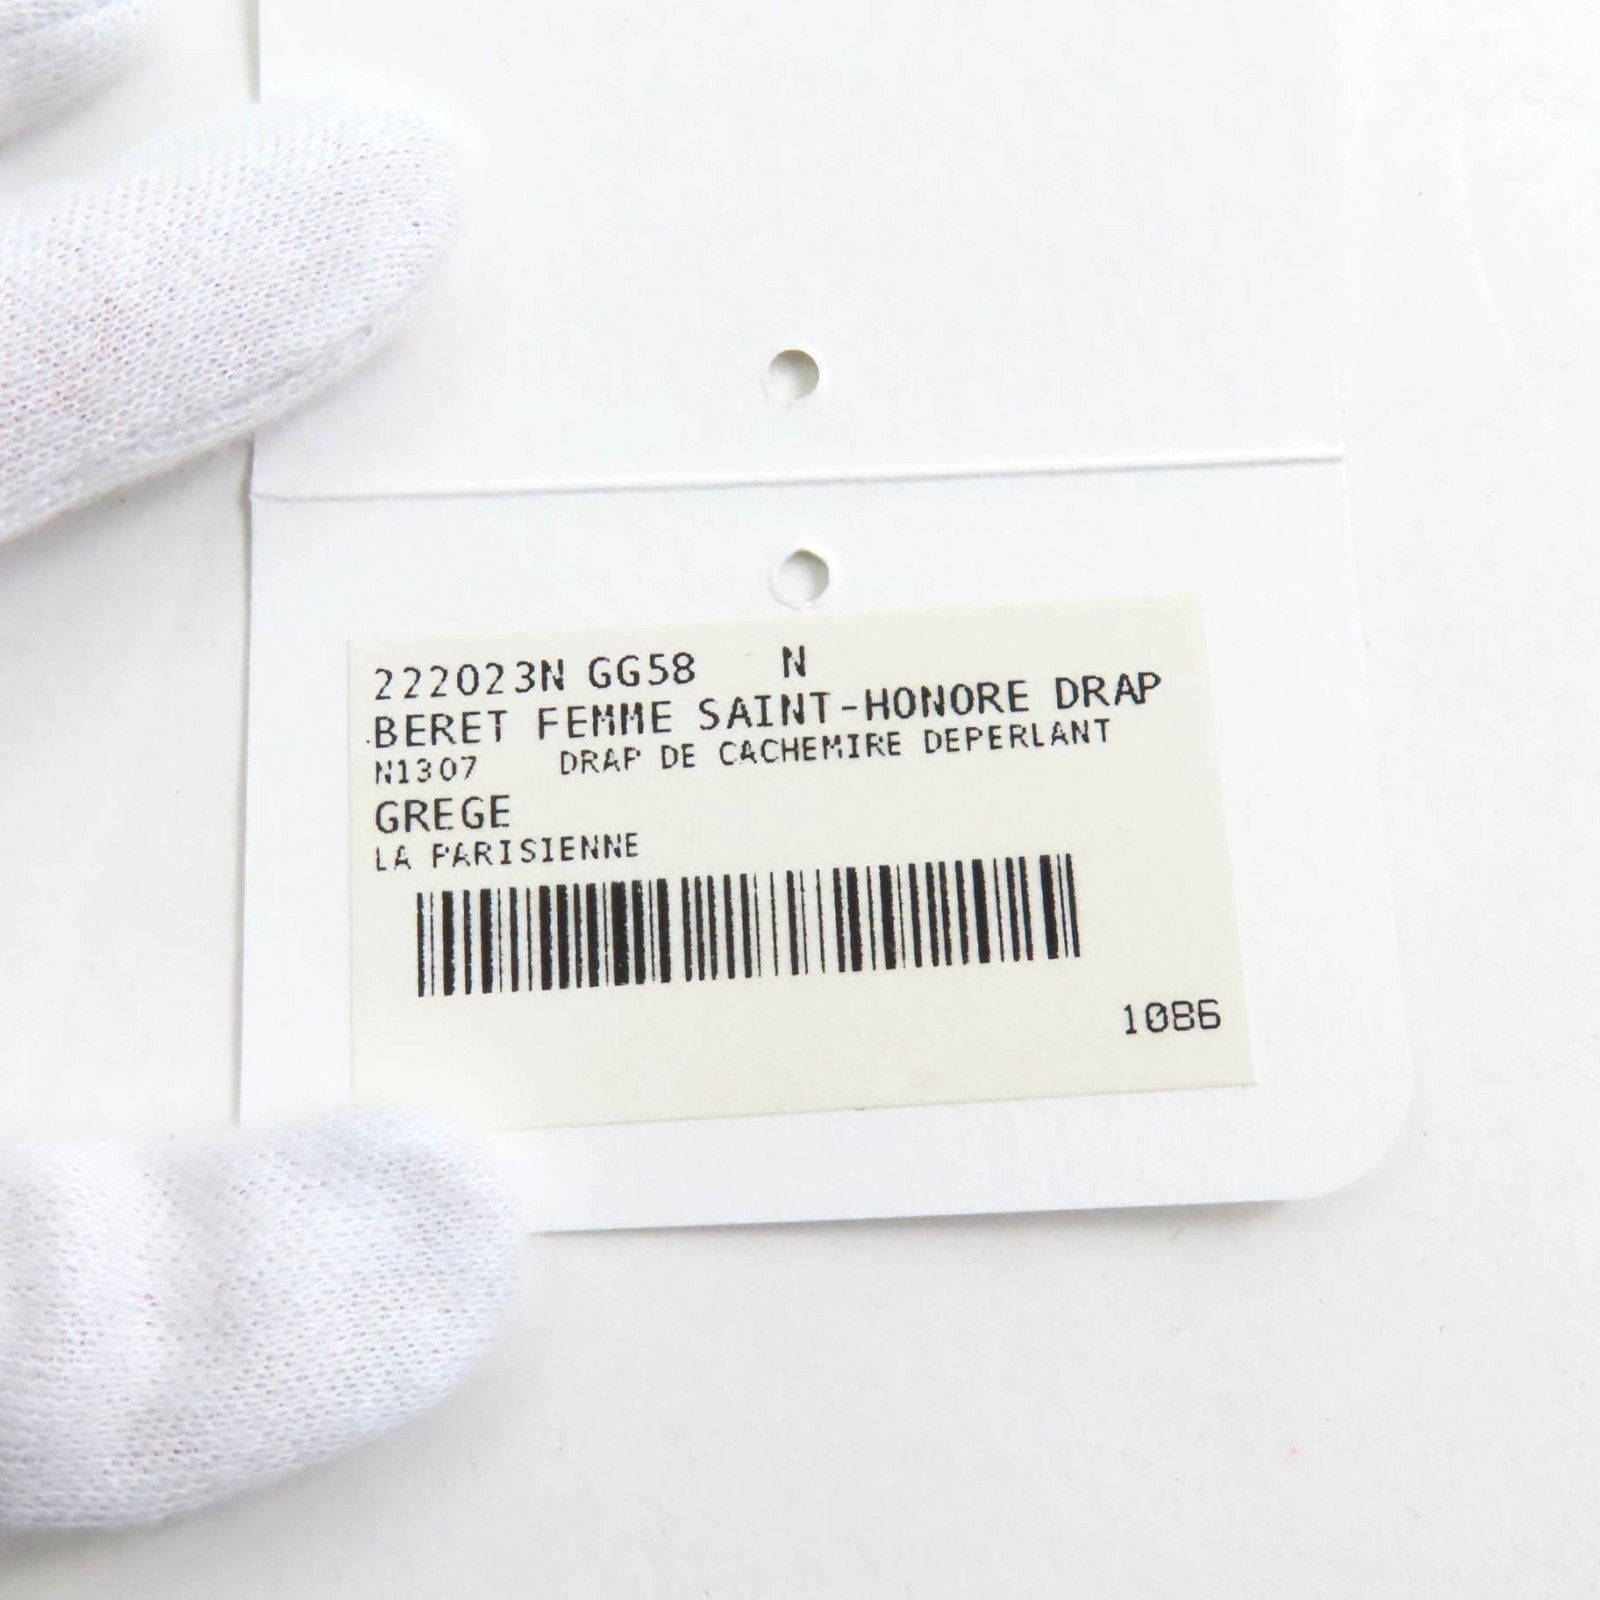 222023N GG58 N
BERET FEMME SAINT-HONORE DRAP
N1307 DRAP DE CACHEMIRE DEPERLANT
GREGE
LA PARISIENNE
1086